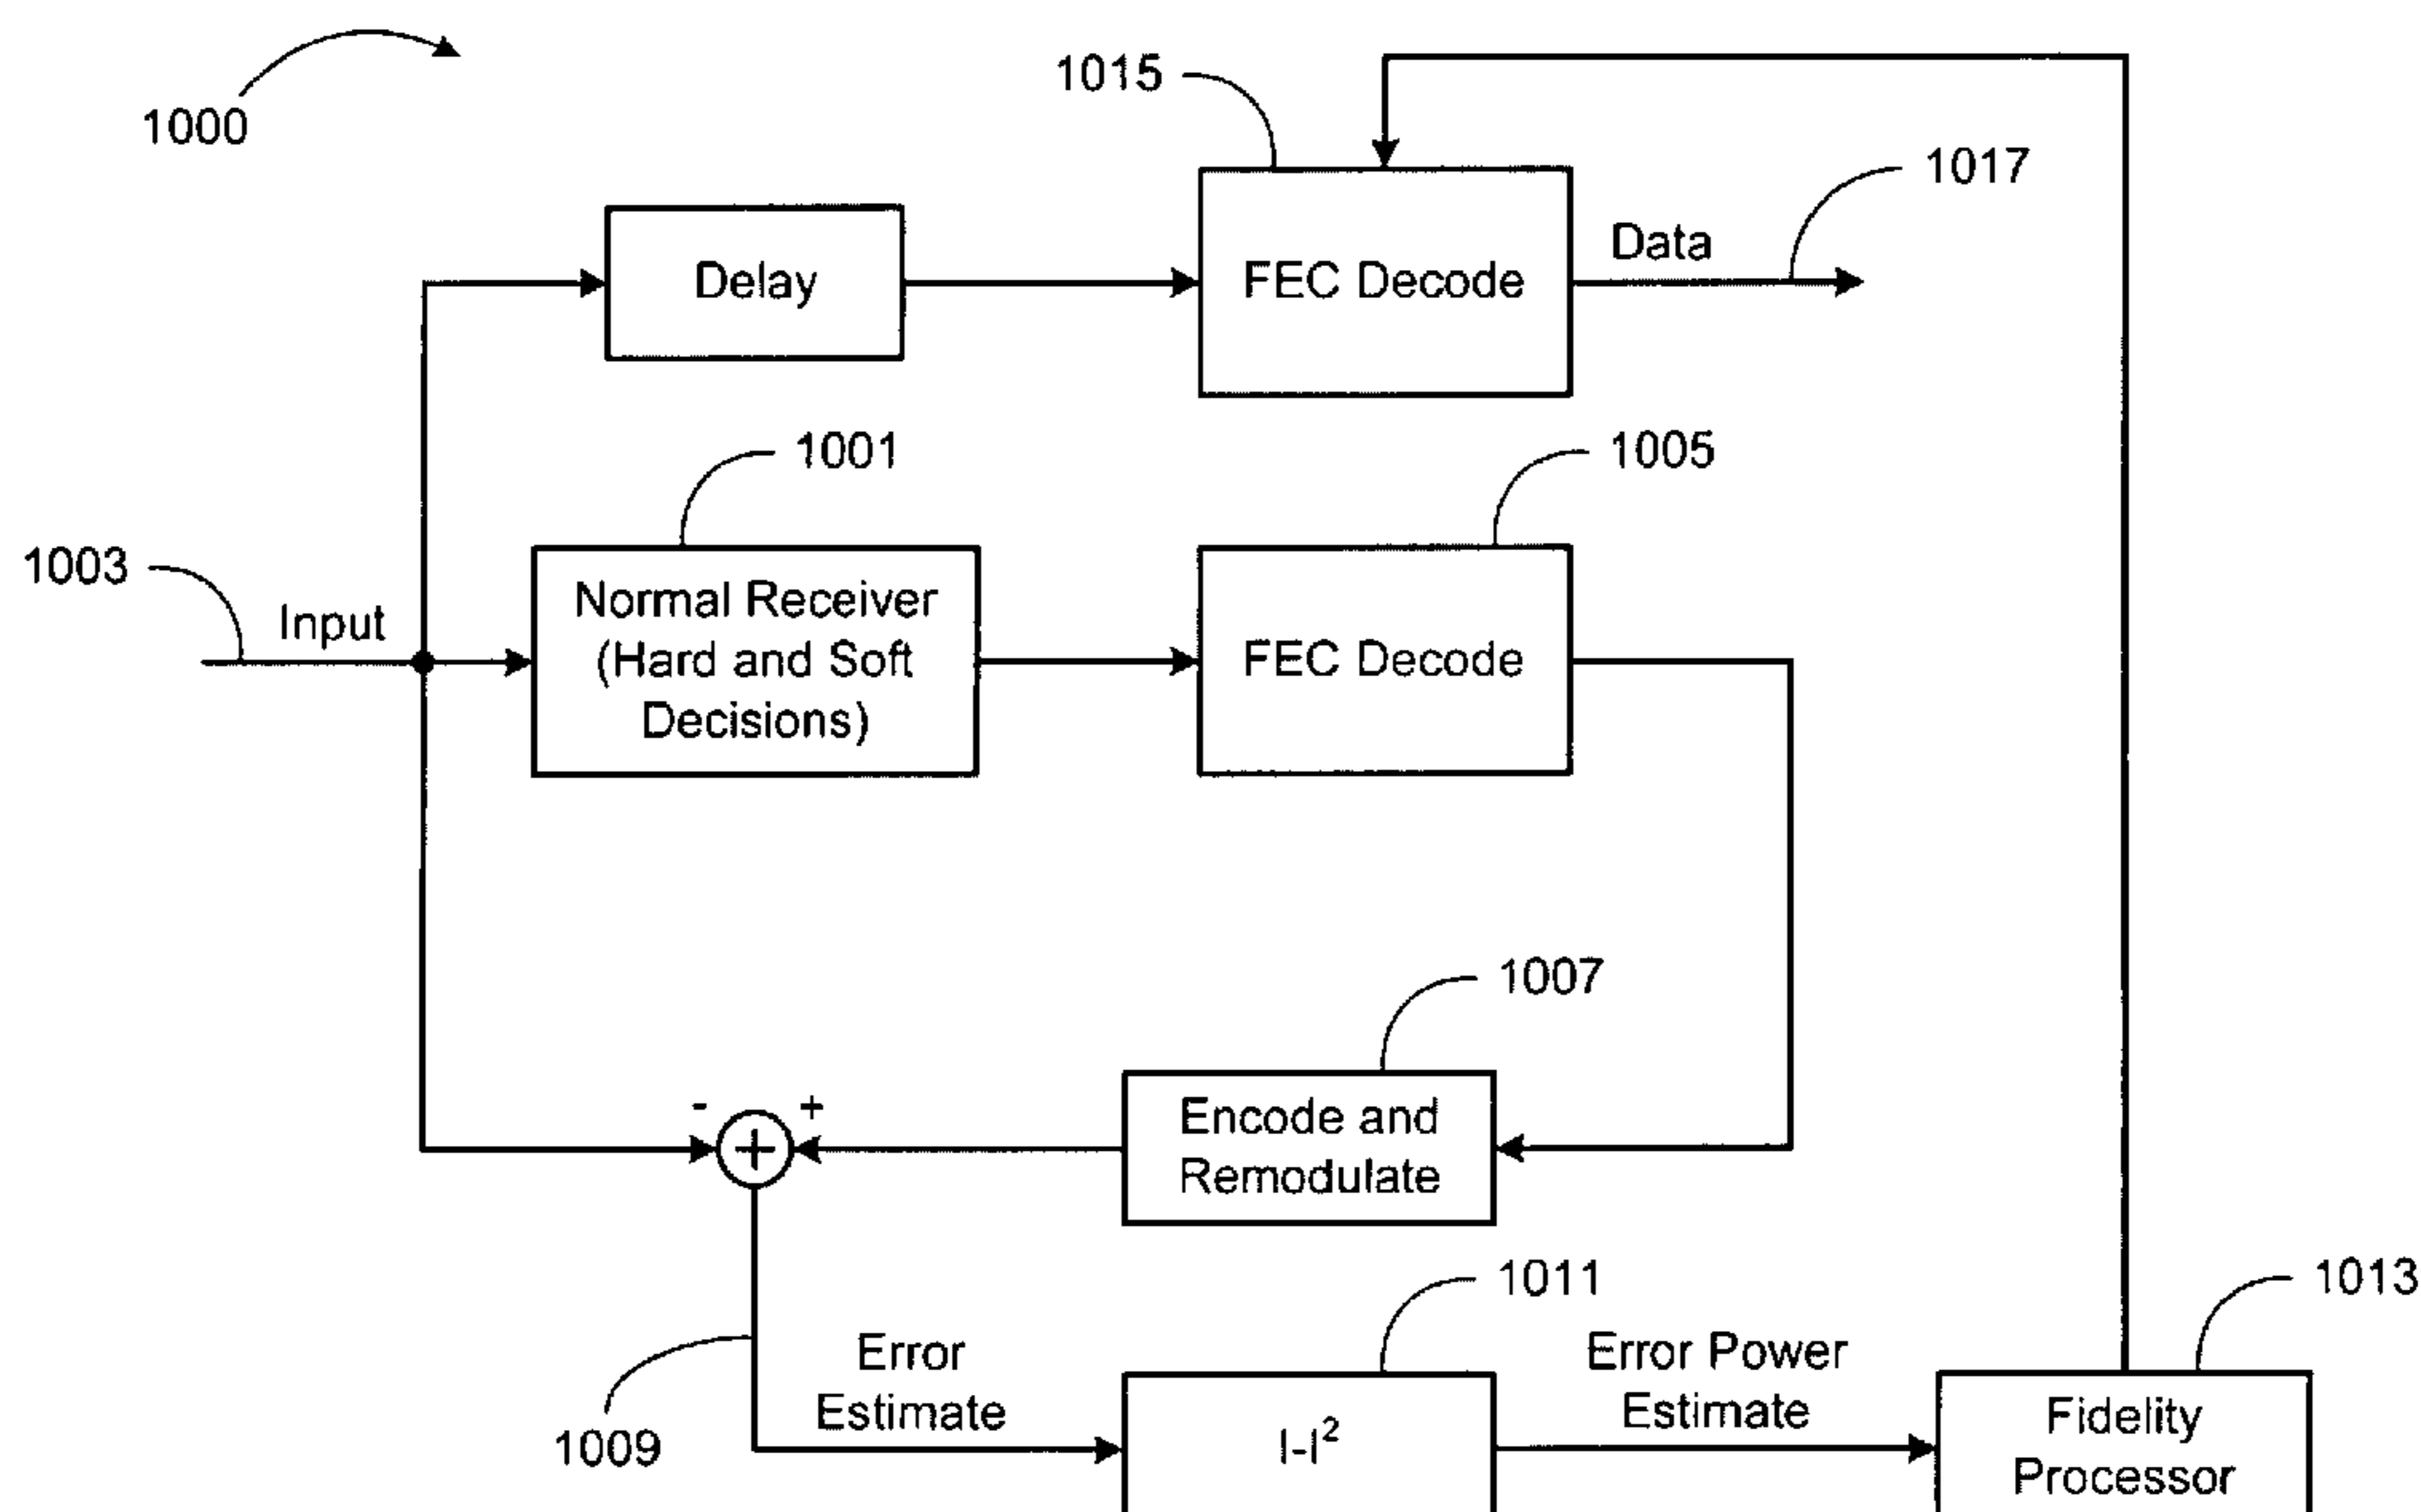 1000
1015
1017
Delay
FEC Decode
Data
1001
1005
1003
Input
Normal Receiver
(Hard and Soft
Decisions)
FEC Decode
1007
- +
+
Encode and
Remodulate
1011
1013
Error
Estimate
1009
|-|²
Error Power
Estimate
Fidelity
Processor